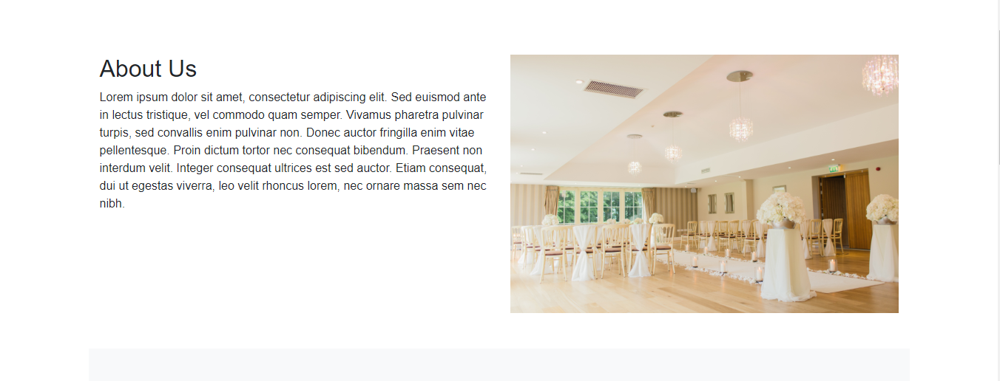 About Us
Lorem ipsum dolor sit amet, consectetur adipiscing elit. Sed euismod ante
in lectus tristique, vel commodo quam semper. Vivamus pharetra pulvinar
turpis, sed convallis enim pulvinar non. Donec auctor fringilla enim vitae
pellentesque. Proin dictum tortor nec consequat bibendum. Praesent non
interdum velit. Integer consequat ultrices est sed auctor. Etiam consequat,
dui ut egestas viverra, leo velit rhoncus lorem, nec ornare massa sem nec
nibh.